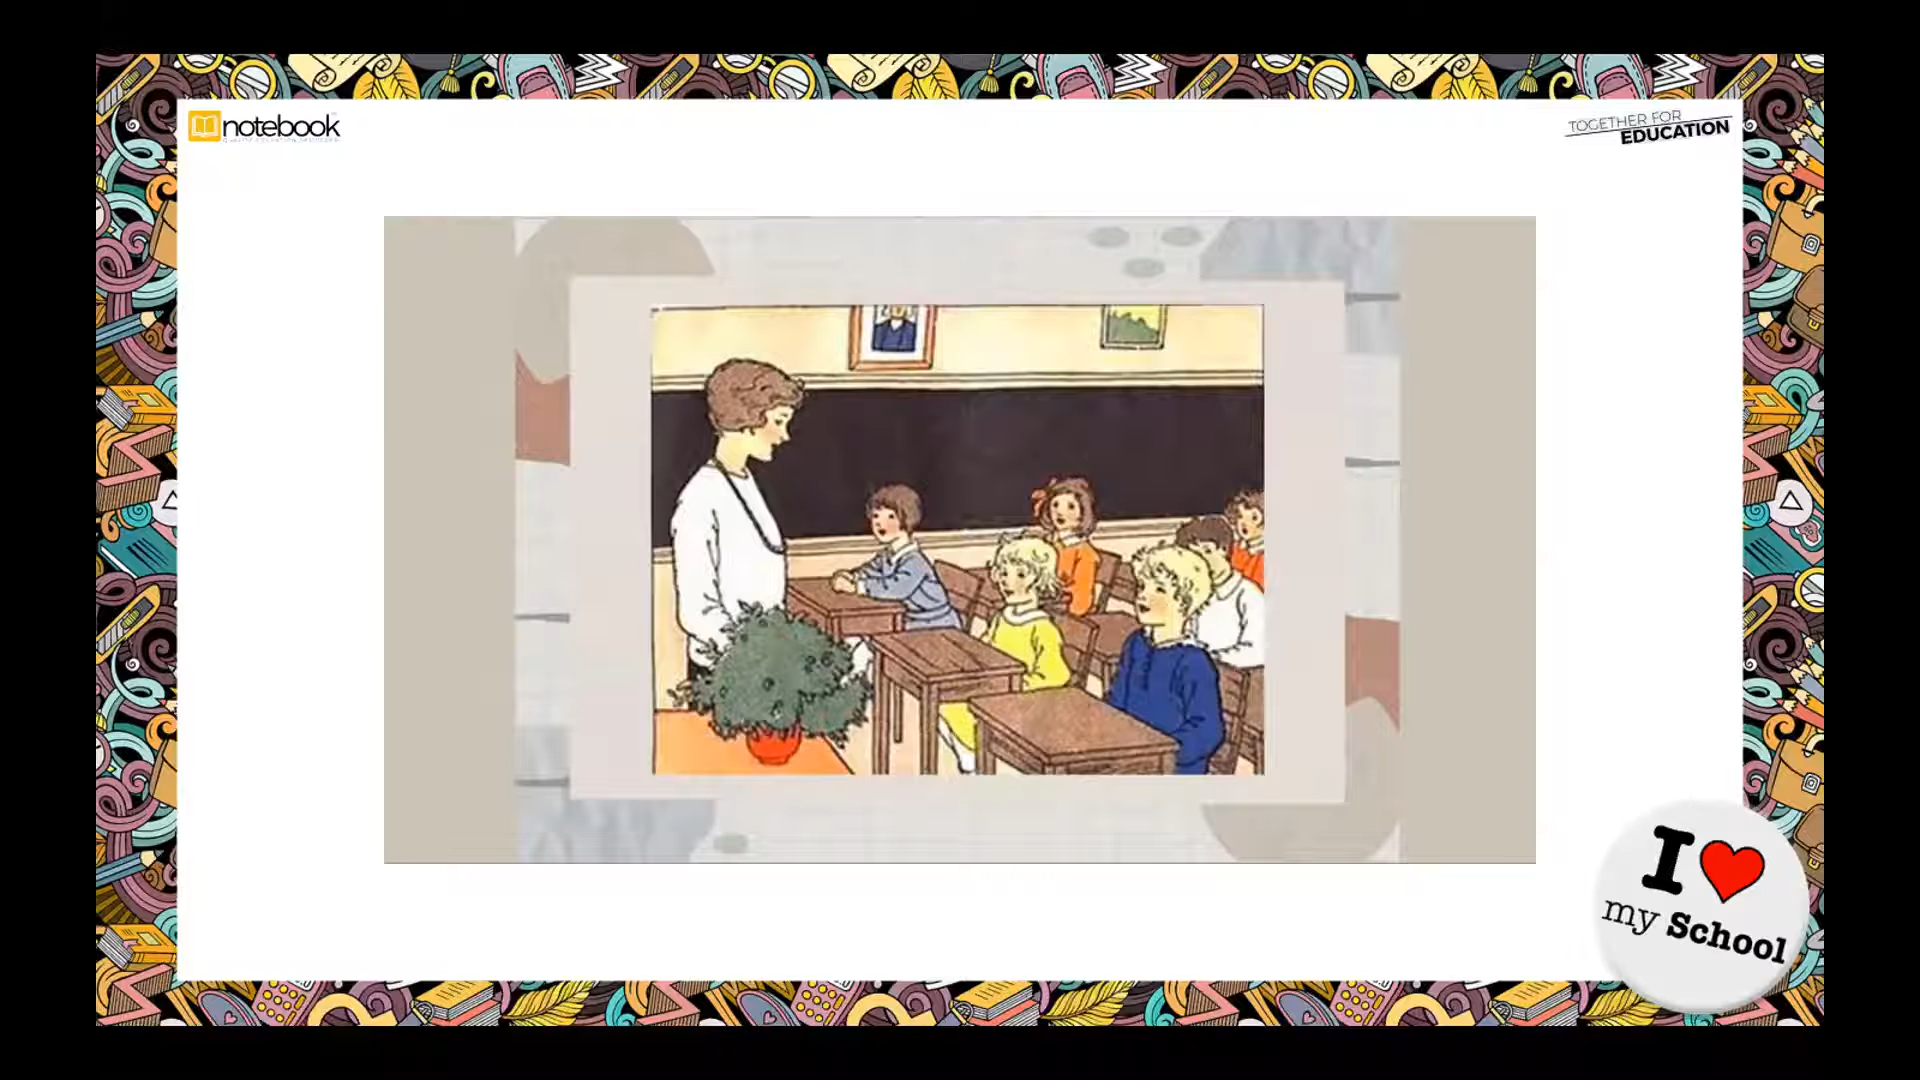 notebook
TOGETHER FOR
EDUCATION
I
my School